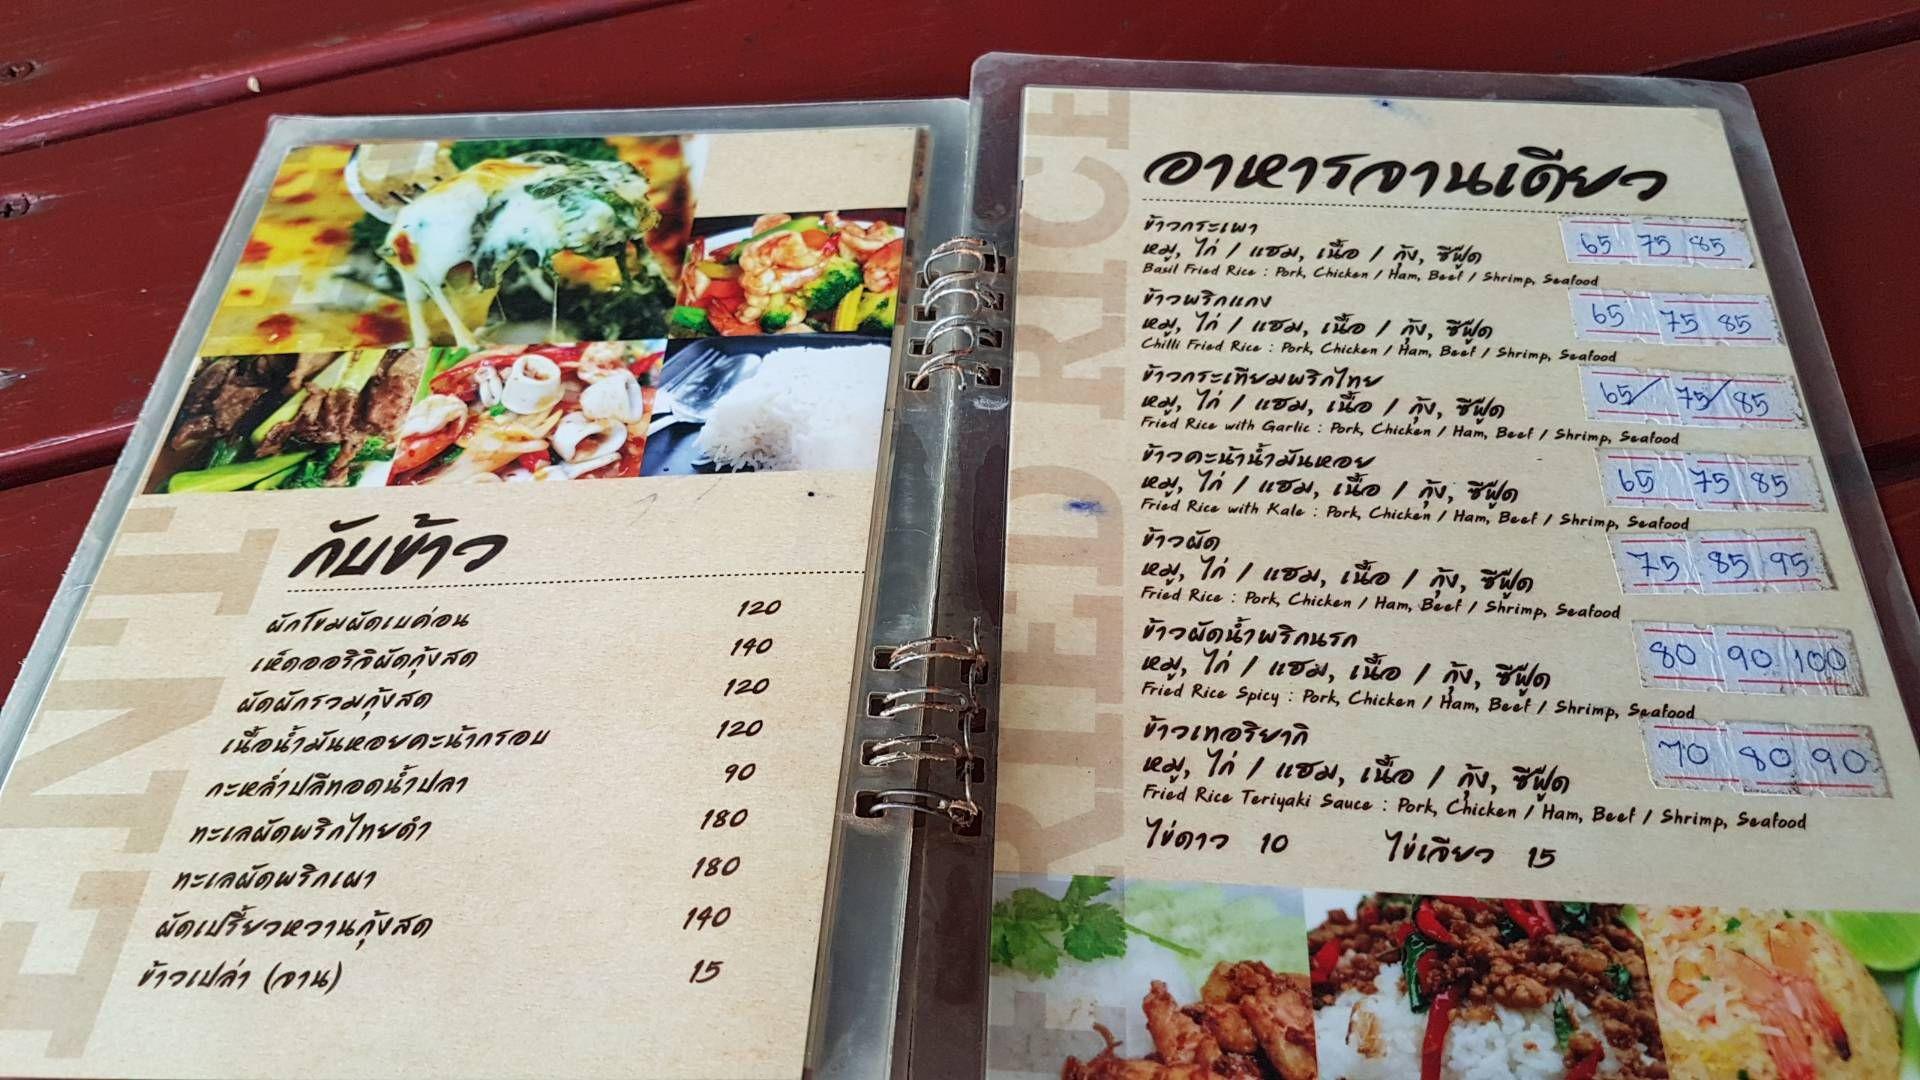 กับข้าว
ผักโขมผัดเบค่อน 120
เห็ดออริจิผัดกุ้งสด 140
ผัดผักรวมกุ้งสด 120
เนื้อน้ำมันหอยคะน้ากรอบ 120
กะหล่ำปลีทอดน้ำปลา 90
ทะเลผัดพริกไทยดำ 180
ทะเลผัดพริกเผา 180
ผัดเปรี้ยวหวานกุ้งสด 140
ข้าวเปล่า (จาน) 15
FRIED RICE
อาหารจานเดียว
ข้าวกระเพา
หมู, ไก่ / แฮม, เนื้อ / กุ้ง, ซีฟู๊ด 65 75 85
Basil Fried Rice : Pork, Chicken / Ham, Beef / Shrimp, Seafood
ข้าวพริกแกง
หมู, ไก่ / แฮม, เนื้อ / กุ้ง, ซีฟู๊ด 65 75 85
Chilli Fried Rice : Pork, Chicken / Ham, Beef / Shrimp, Seafood
ข้าวกระเทียมพริกไทย
หมู, ไก่ / แฮม, เนื้อ / กุ้ง, ซีฟู๊ด 65/ 75/ 85
Fried Rice with Garlic : Pork, Chicken / Ham, Beef / Shrimp, Seafood
ข้าวคะน้าน้ำมันหอย
หมู, ไก่ / แฮม, เนื้อ / กุ้ง, ซีฟู๊ด 65 75 85
Fried Rice with Kale : Pork, Chicken / Ham, Beef / Shrimp, Seafood
ข้าวผัด
หมู, ไก่ / แฮม, เนื้อ / กุ้ง, ซีฟู๊ด 75 85 95
Fried Rice : Pork, Chicken / Ham, Beef / Shrimp, Seafood
ข้าวผัดน้ำพริกนรก
หมู, ไก่ / แฮม, เนื้อ / กุ้ง, ซีฟู๊ด 80 90 100
Fried Rice Spicy : Pork, Chicken / Ham, Beef / Shrimp, Seafood
ข้าวเทอริยากิ
หมู, ไก่ / แฮม, เนื้อ / กุ้ง, ซีฟู๊ด 70 80 90
Fried Rice Teriyaki Sauce : Pork, Chicken / Ham, Beef / Shrimp, Seafood
ไข่ดาว 10 ไข่เจียว 15